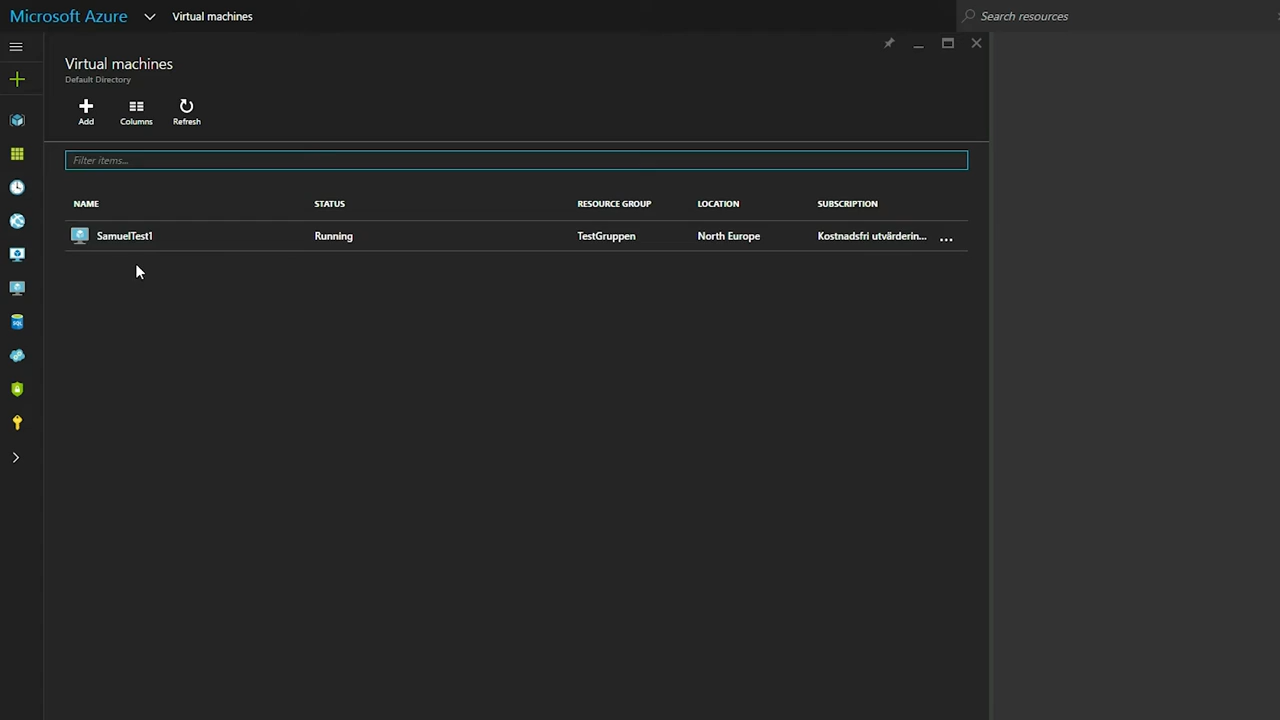 Microsoft Azure Virtual machines Search resources
Virtual machines
Default Directory
Add Columns Refresh
Filter items...
NAME STATUS RESOURCE GROUP LOCATION SUBSCRIPTION
SamuelTest1 Running TestGruppen North Europe Kostnadsfri utvärderin... ...
SQL